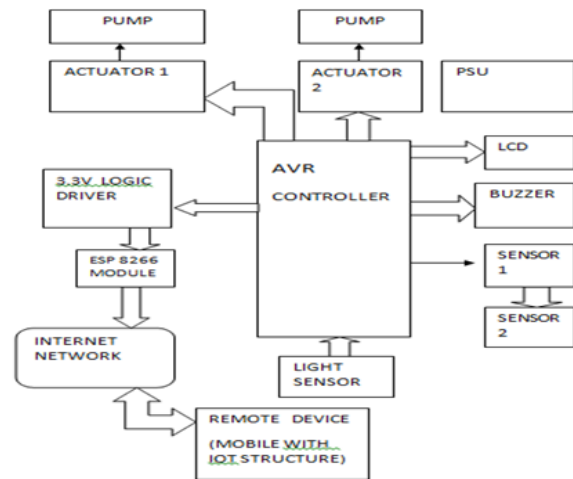 PUMP
PUMP
ACTUATOR 1
ACTUATOR
2
PSU
AVR
CONTROLLER
LCD
3.3V LOGIC
DRIVER
BUZZER
ESP 8266
MODULE
SENSOR
1
SENSOR
2
INTERNET
NETWORK
LIGHT
SENSOR
REMOTE DEVICE
(MOBILE WITH
IOT STRUCTURE)